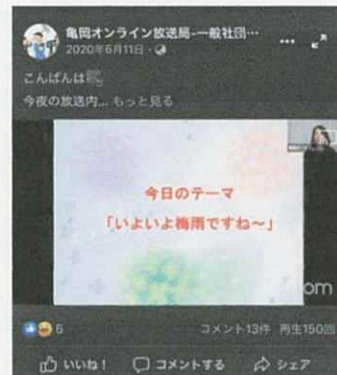 亀岡オンライン放送局-一般社団…
2020年6月11日
こんばんは
今夜の放送内... もっと見る
今日のテーマ
「いよいよ梅雨ですね～」
om
6
コメント13件 再生150回
いいね！
コメントする
シェア